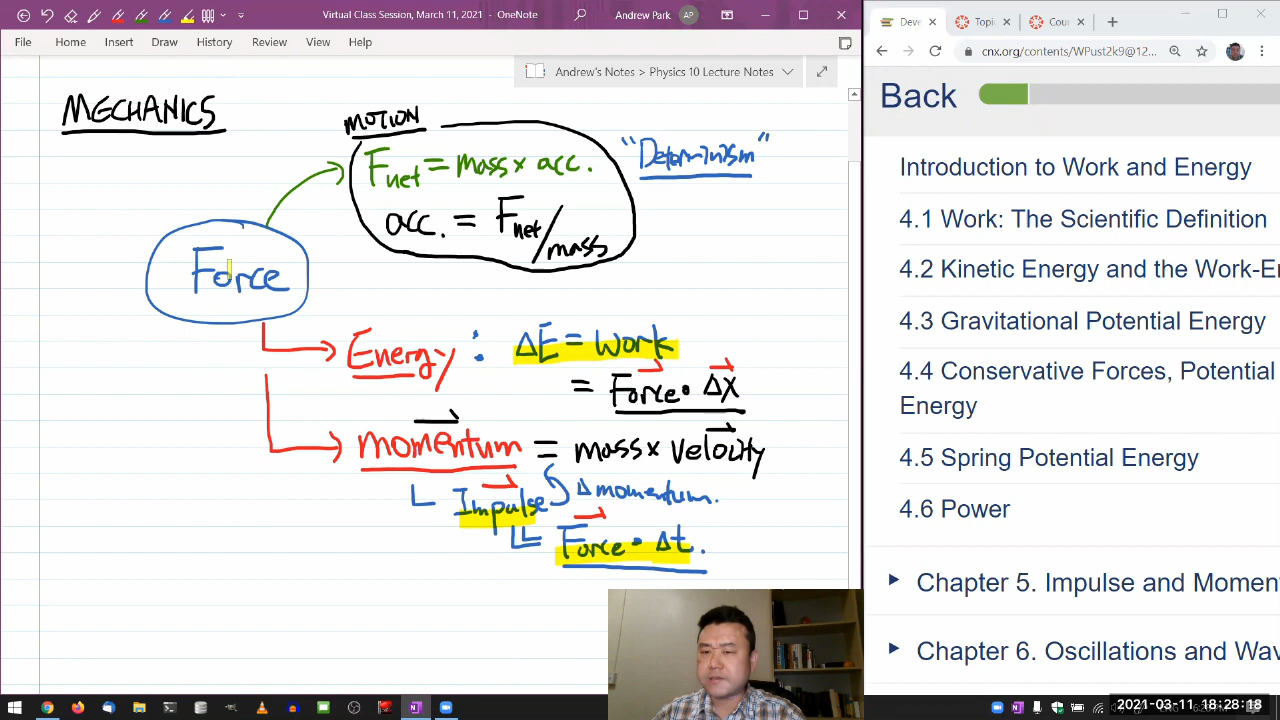 Virtual Class Session, March 11, 2021 - OneNote
Andrew Park
AP
File Home Insert Draw History Review View Help
Andrew's Notes > Physics 10 Lecture Notes
MECHANICS
MOTION
Fnet = mass x acc.
"Determinism"
acc. = Fnet/mass
Force
Energy : ΔE = Work
= Force · Δx
momentum = mass x velocity
Impulse Δmomentum.
Force · Δt.
Deve
Topi
Cour
cnx.org/contents/WPust2k9@12...
Back
Introduction to Work and Energy
4.1 Work: The Scientific Definition
4.2 Kinetic Energy and the Work-E
4.3 Gravitational Potential Energy
4.4 Conservative Forces, Potential
Energy
4.5 Spring Potential Energy
4.6 Power
Chapter 5. Impulse and Momen
Chapter 6. Oscillations and Wav
2021-03-11 18:28:18